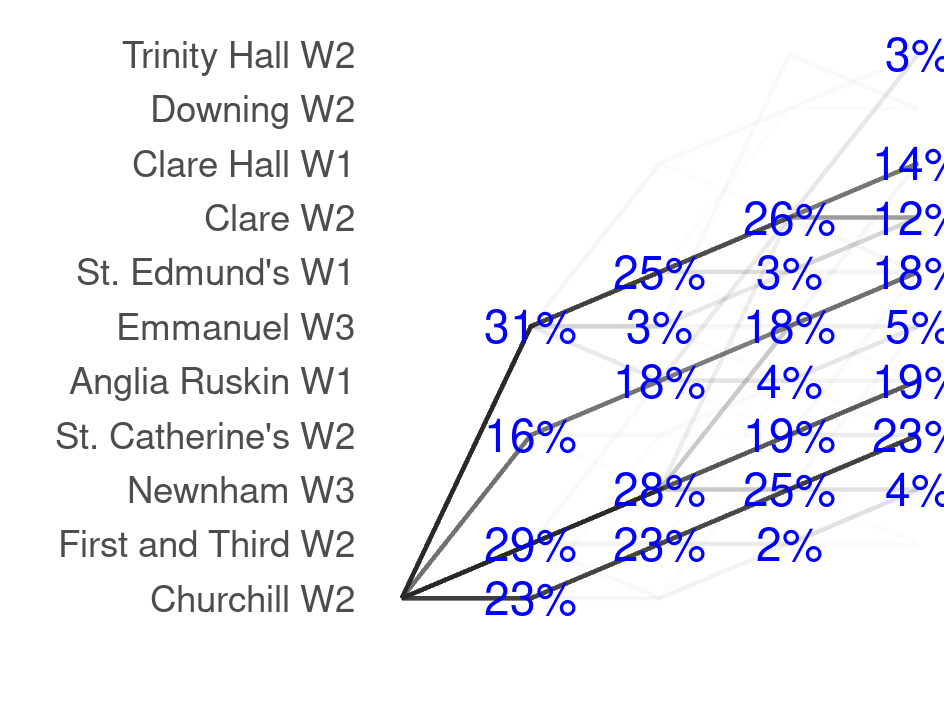 Trinity Hall W2 3%
Downing W2
Clare Hall W1 14%
Clare W2 26% 12%
St. Edmund's W1 25% 3% 18%
Emmanuel W3 31% 3% 18% 5%
Anglia Ruskin W1 18% 4% 19%
St. Catherine's W2 16% 19% 23%
Newnham W3 28% 25% 4%
First and Third W2 29% 23% 2%
Churchill W2 23%